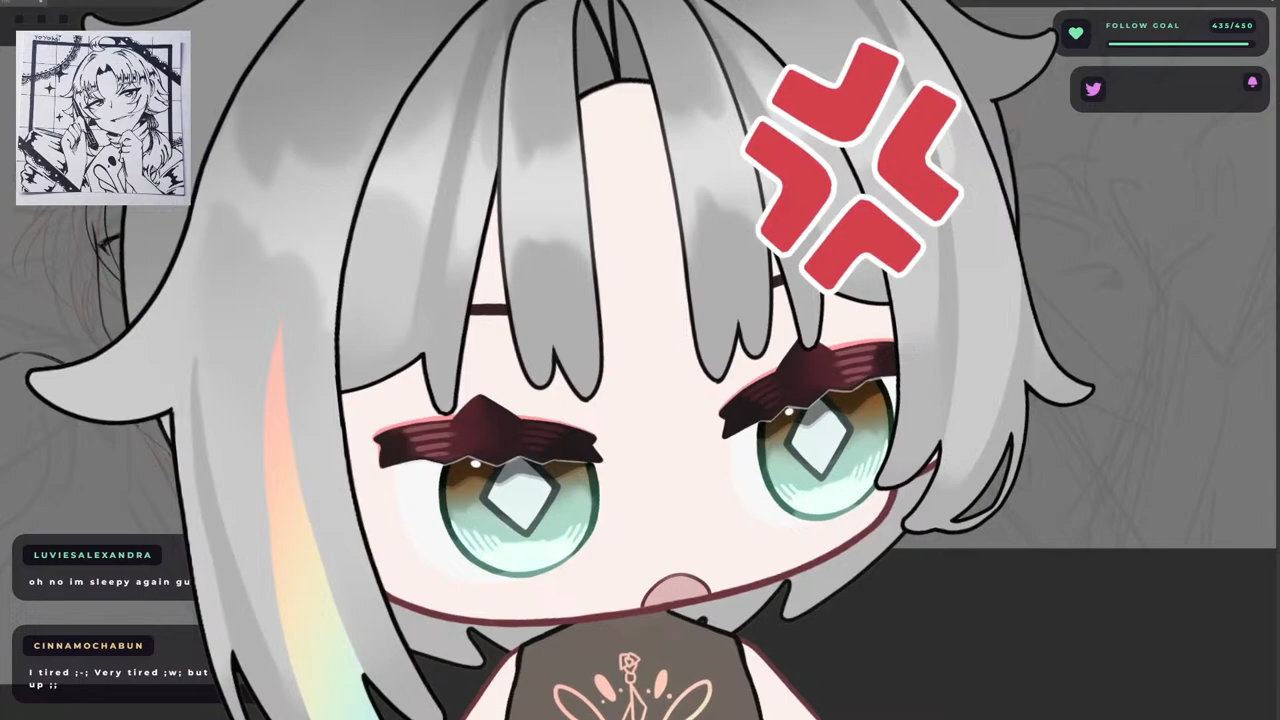 FOLLOW GOAL 435/450
LUVIESALEXANDRA
oh no im sleepy again gu
CINNAMOCHABUN
I tired ;-; Very tired ;w; but
up ;;